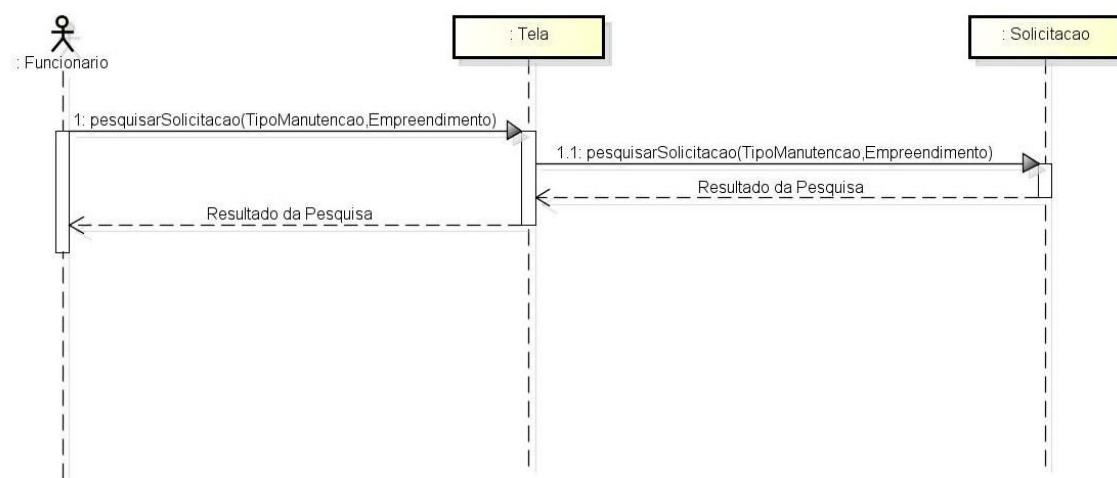 : Funcionario
: Tela
: Solicitacao
1: pesquisarSolicitacao(TipoManutencao,Empreendimento)
1.1: pesquisarSolicitacao(TipoManutencao,Empreendimento)
Resultado da Pesquisa
Resultado da Pesquisa